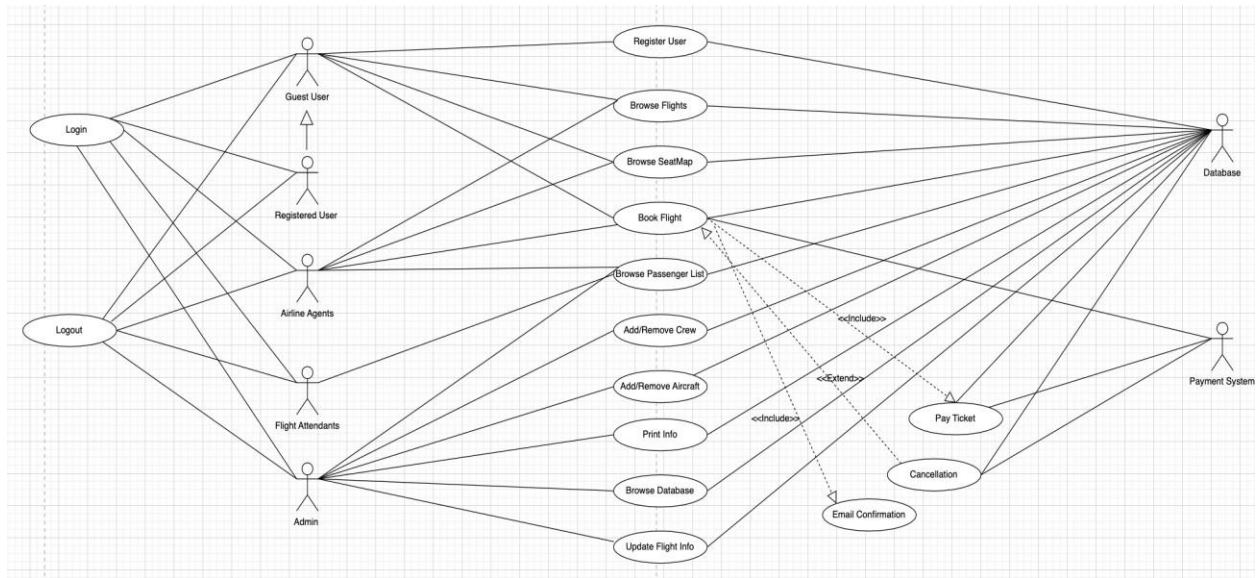 Register User
Guest User
Browse Flights
Login
Database
Browse SeatMap
Registered User
Book Flight
Browse Passenger List
Airline Agents
<<Include>>
Logout
Add/Remove Crew
Payment System
<<Extend>>
Add/Remove Aircraft
Pay Ticket
<<Include>>
Flight Attendants
Print Info
Cancellation
Browse Database
Email Confirmation
Admin
Update Flight Info